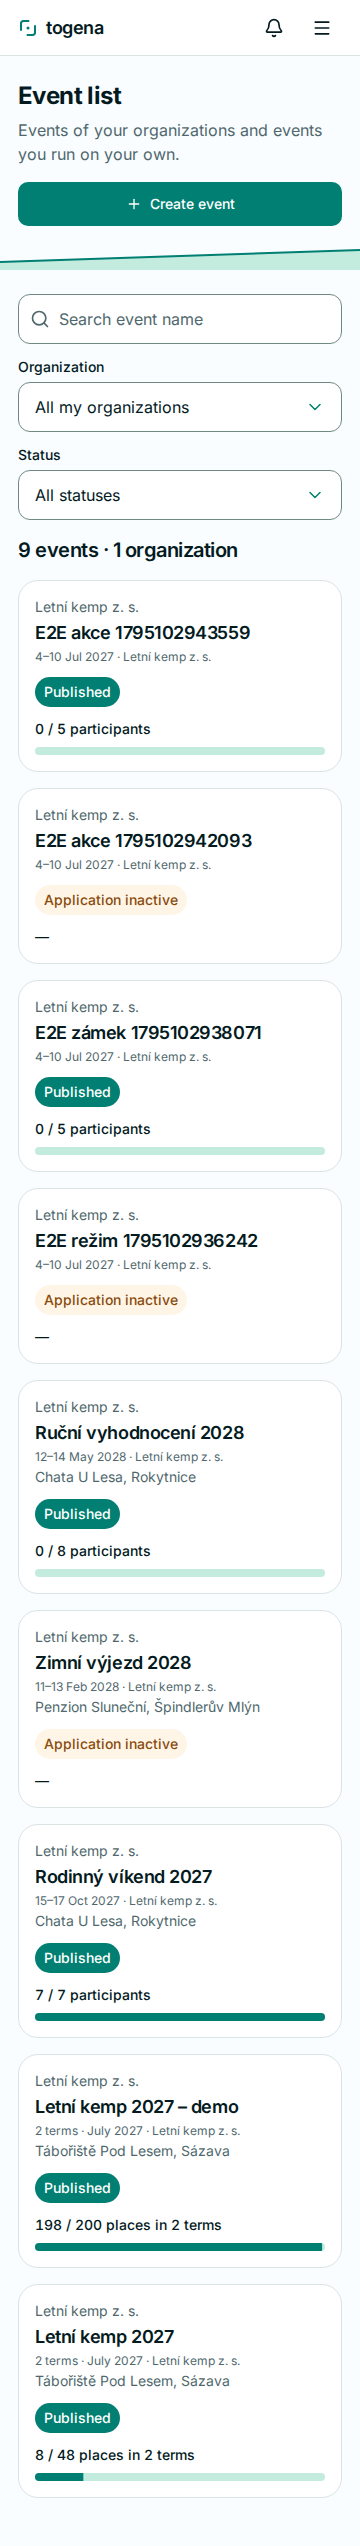 togena
Event list
Events of your organizations and events
you run on your own.
Create event
Search event name
Organization
All my organizations
Status
All statuses
9 events · 1 organization
Letní kemp z. s.
E2E akce 1795102943559
4–10 Jul 2027 · Letní kemp z. s.
Published
0 / 5 participants
Letní kemp z. s.
E2E akce 1795102942093
4–10 Jul 2027 · Letní kemp z. s.
Application inactive
—
Letní kemp z. s.
E2E zámek 1795102938071
4–10 Jul 2027 · Letní kemp z. s.
Published
0 / 5 participants
Letní kemp z. s.
E2E režim 1795102936242
4–10 Jul 2027 · Letní kemp z. s.
Application inactive
—
Letní kemp z. s.
Ruční vyhodnocení 2028
12–14 May 2028 · Letní kemp z. s.
Chata U Lesa, Rokytnice
Published
0 / 8 participants
Letní kemp z. s.
Zimní výjezd 2028
11–13 Feb 2028 · Letní kemp z. s.
Penzion Sluneční, Špindlerův Mlýn
Application inactive
—
Letní kemp z. s.
Rodinný víkend 2027
15–17 Oct 2027 · Letní kemp z. s.
Chata U Lesa, Rokytnice
Published
7 / 7 participants
Letní kemp z. s.
Letní kemp 2027 – demo
2 terms · July 2027 · Letní kemp z. s.
Tábořiště Pod Lesem, Sázava
Published
198 / 200 places in 2 terms
Letní kemp z. s.
Letní kemp 2027
2 terms · July 2027 · Letní kemp z. s.
Tábořiště Pod Lesem, Sázava
Published
8 / 48 places in 2 terms